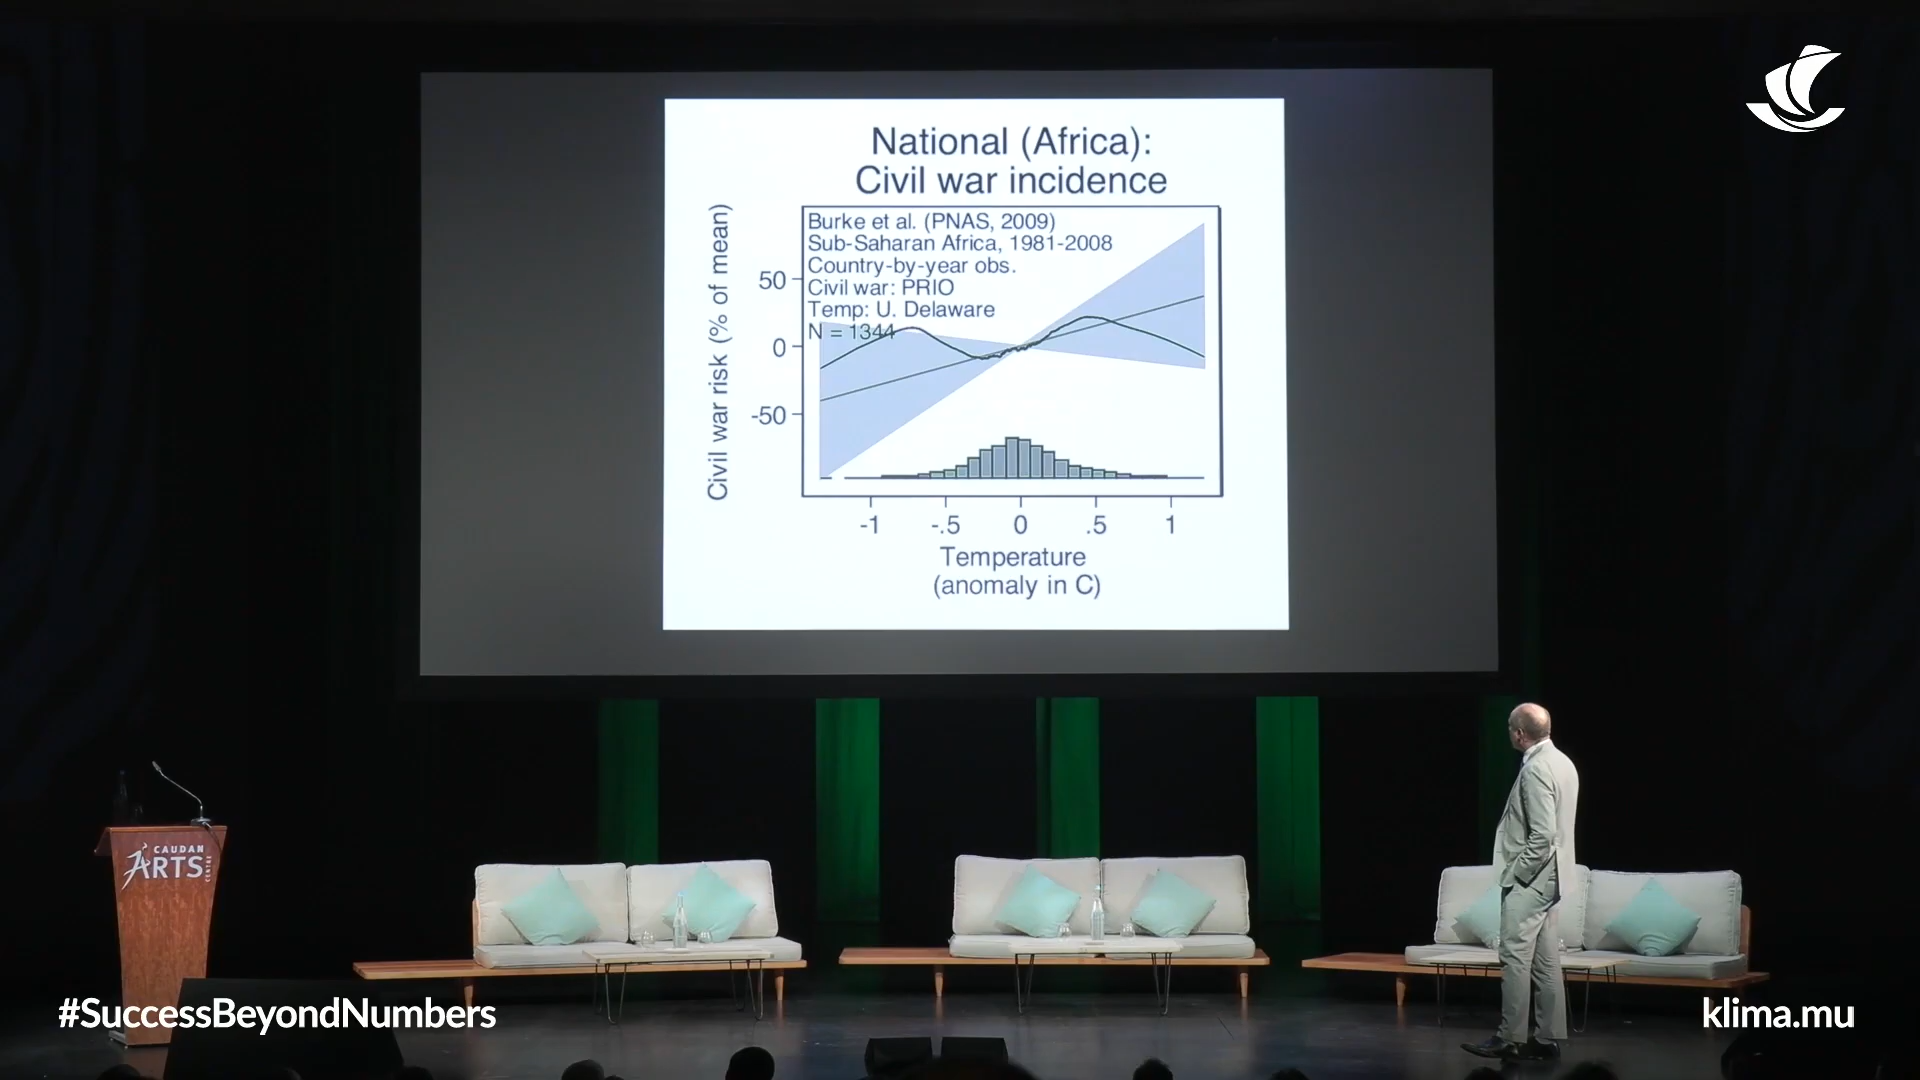 National (Africa):
Civil war incidence
Burke et al. (PNAS, 2009)
Sub-Saharan Africa, 1981-2008
Country-by-year obs.
Civil war: PRIO
Temp: U. Delaware
N = 1344
Civil war risk (% of mean)
50
0
-50
-1
-.5
0
.5
1
Temperature
(anomaly in C)
CAUDAN
ARTS
CENTRE
#SuccessBeyondNumbers
klima.mu